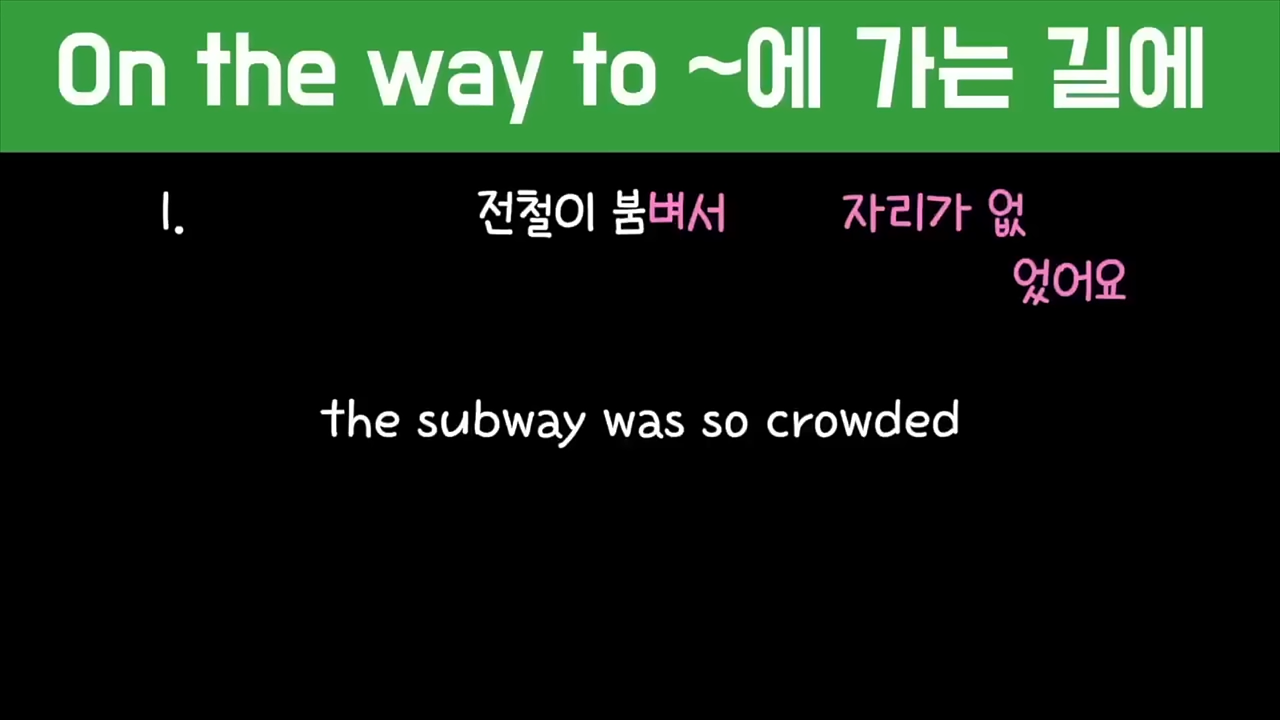 On the way to ~에 가는 길에
1. 전철이 붐벼서 자리가 없
었어요
the subway was so crowded